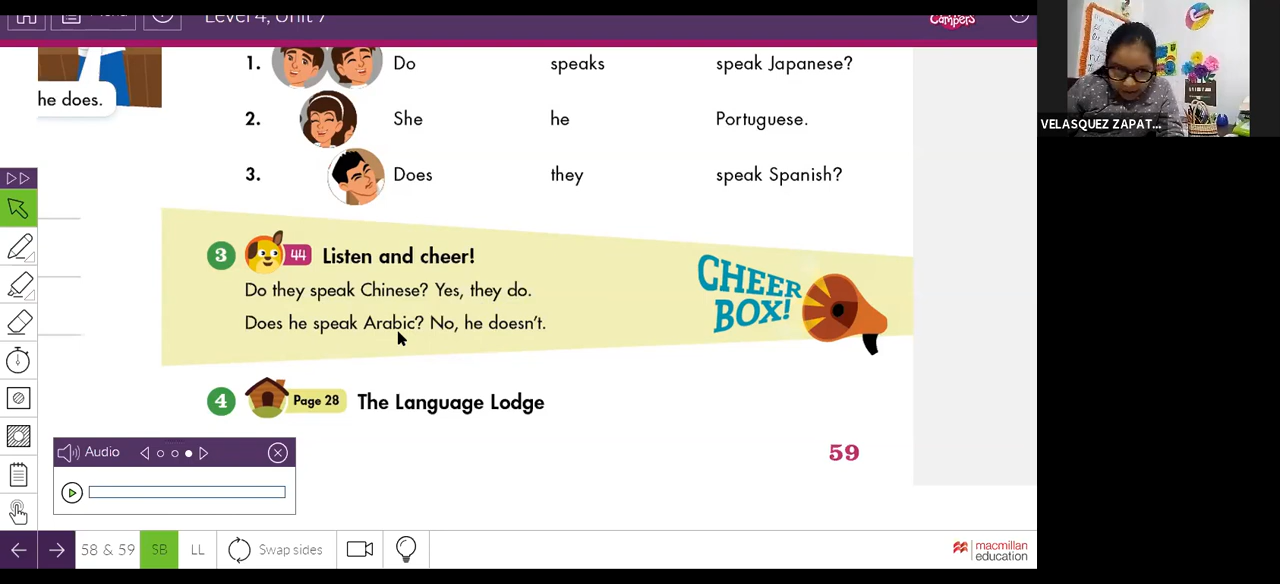 Level 4, Unit 7
Campers
he does.
1. Do speaks speak Japanese?
2. She he Portuguese.
3. Does they speak Spanish?
3 44 Listen and cheer!
Do they speak Chinese? Yes, they do.
Does he speak Arabic? No, he doesn't.
CHEER
BOX!
4 Page 28 The Language Lodge
59
Audio
58 & 59 SB LL Swap sides
macmillan
education
VELASQUEZ ZAPAT...